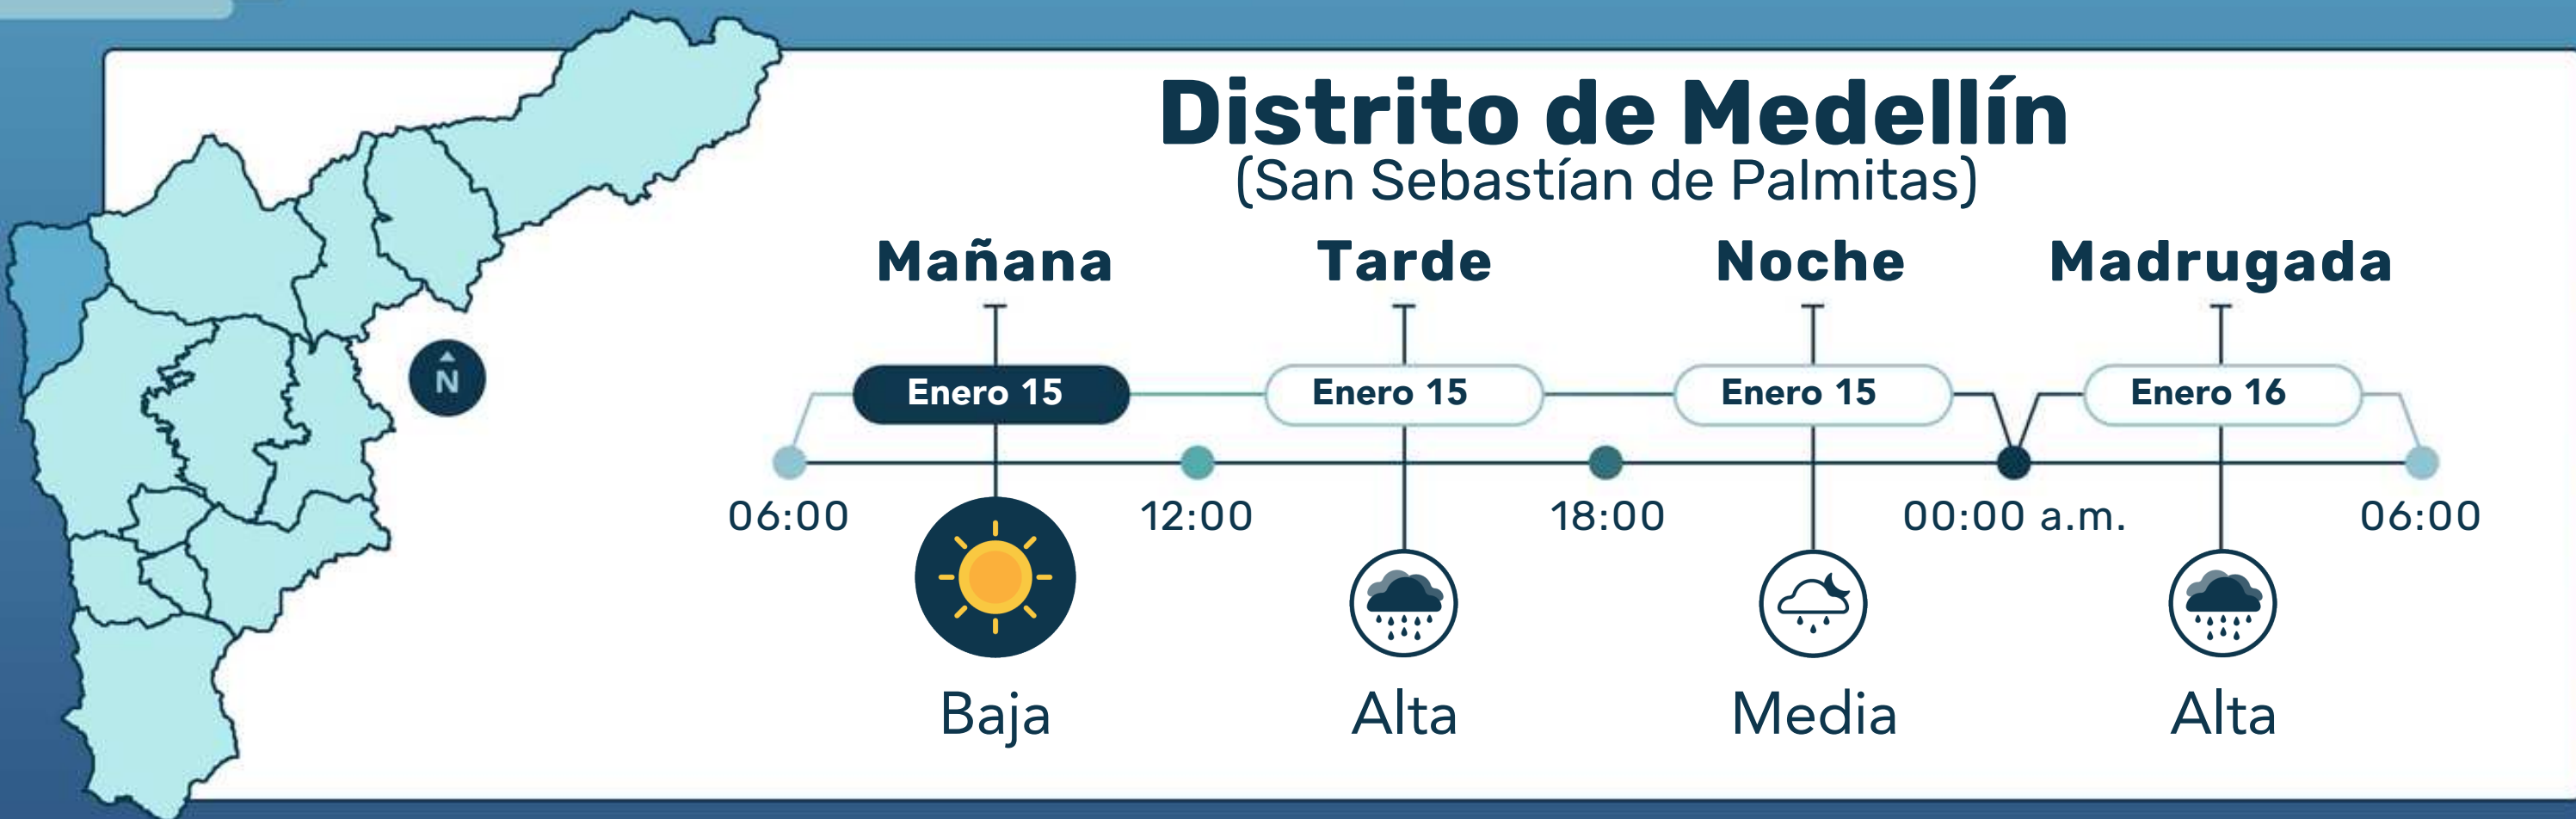 Distrito de Medellín
(San Sebastían de Palmitas)
Mañana Tarde Noche Madrugada
Enero 15 Enero 15 Enero 15 Enero 16
N
06:00 12:00 18:00 00:00 a.m. 06:00
Baja Alta Media Alta